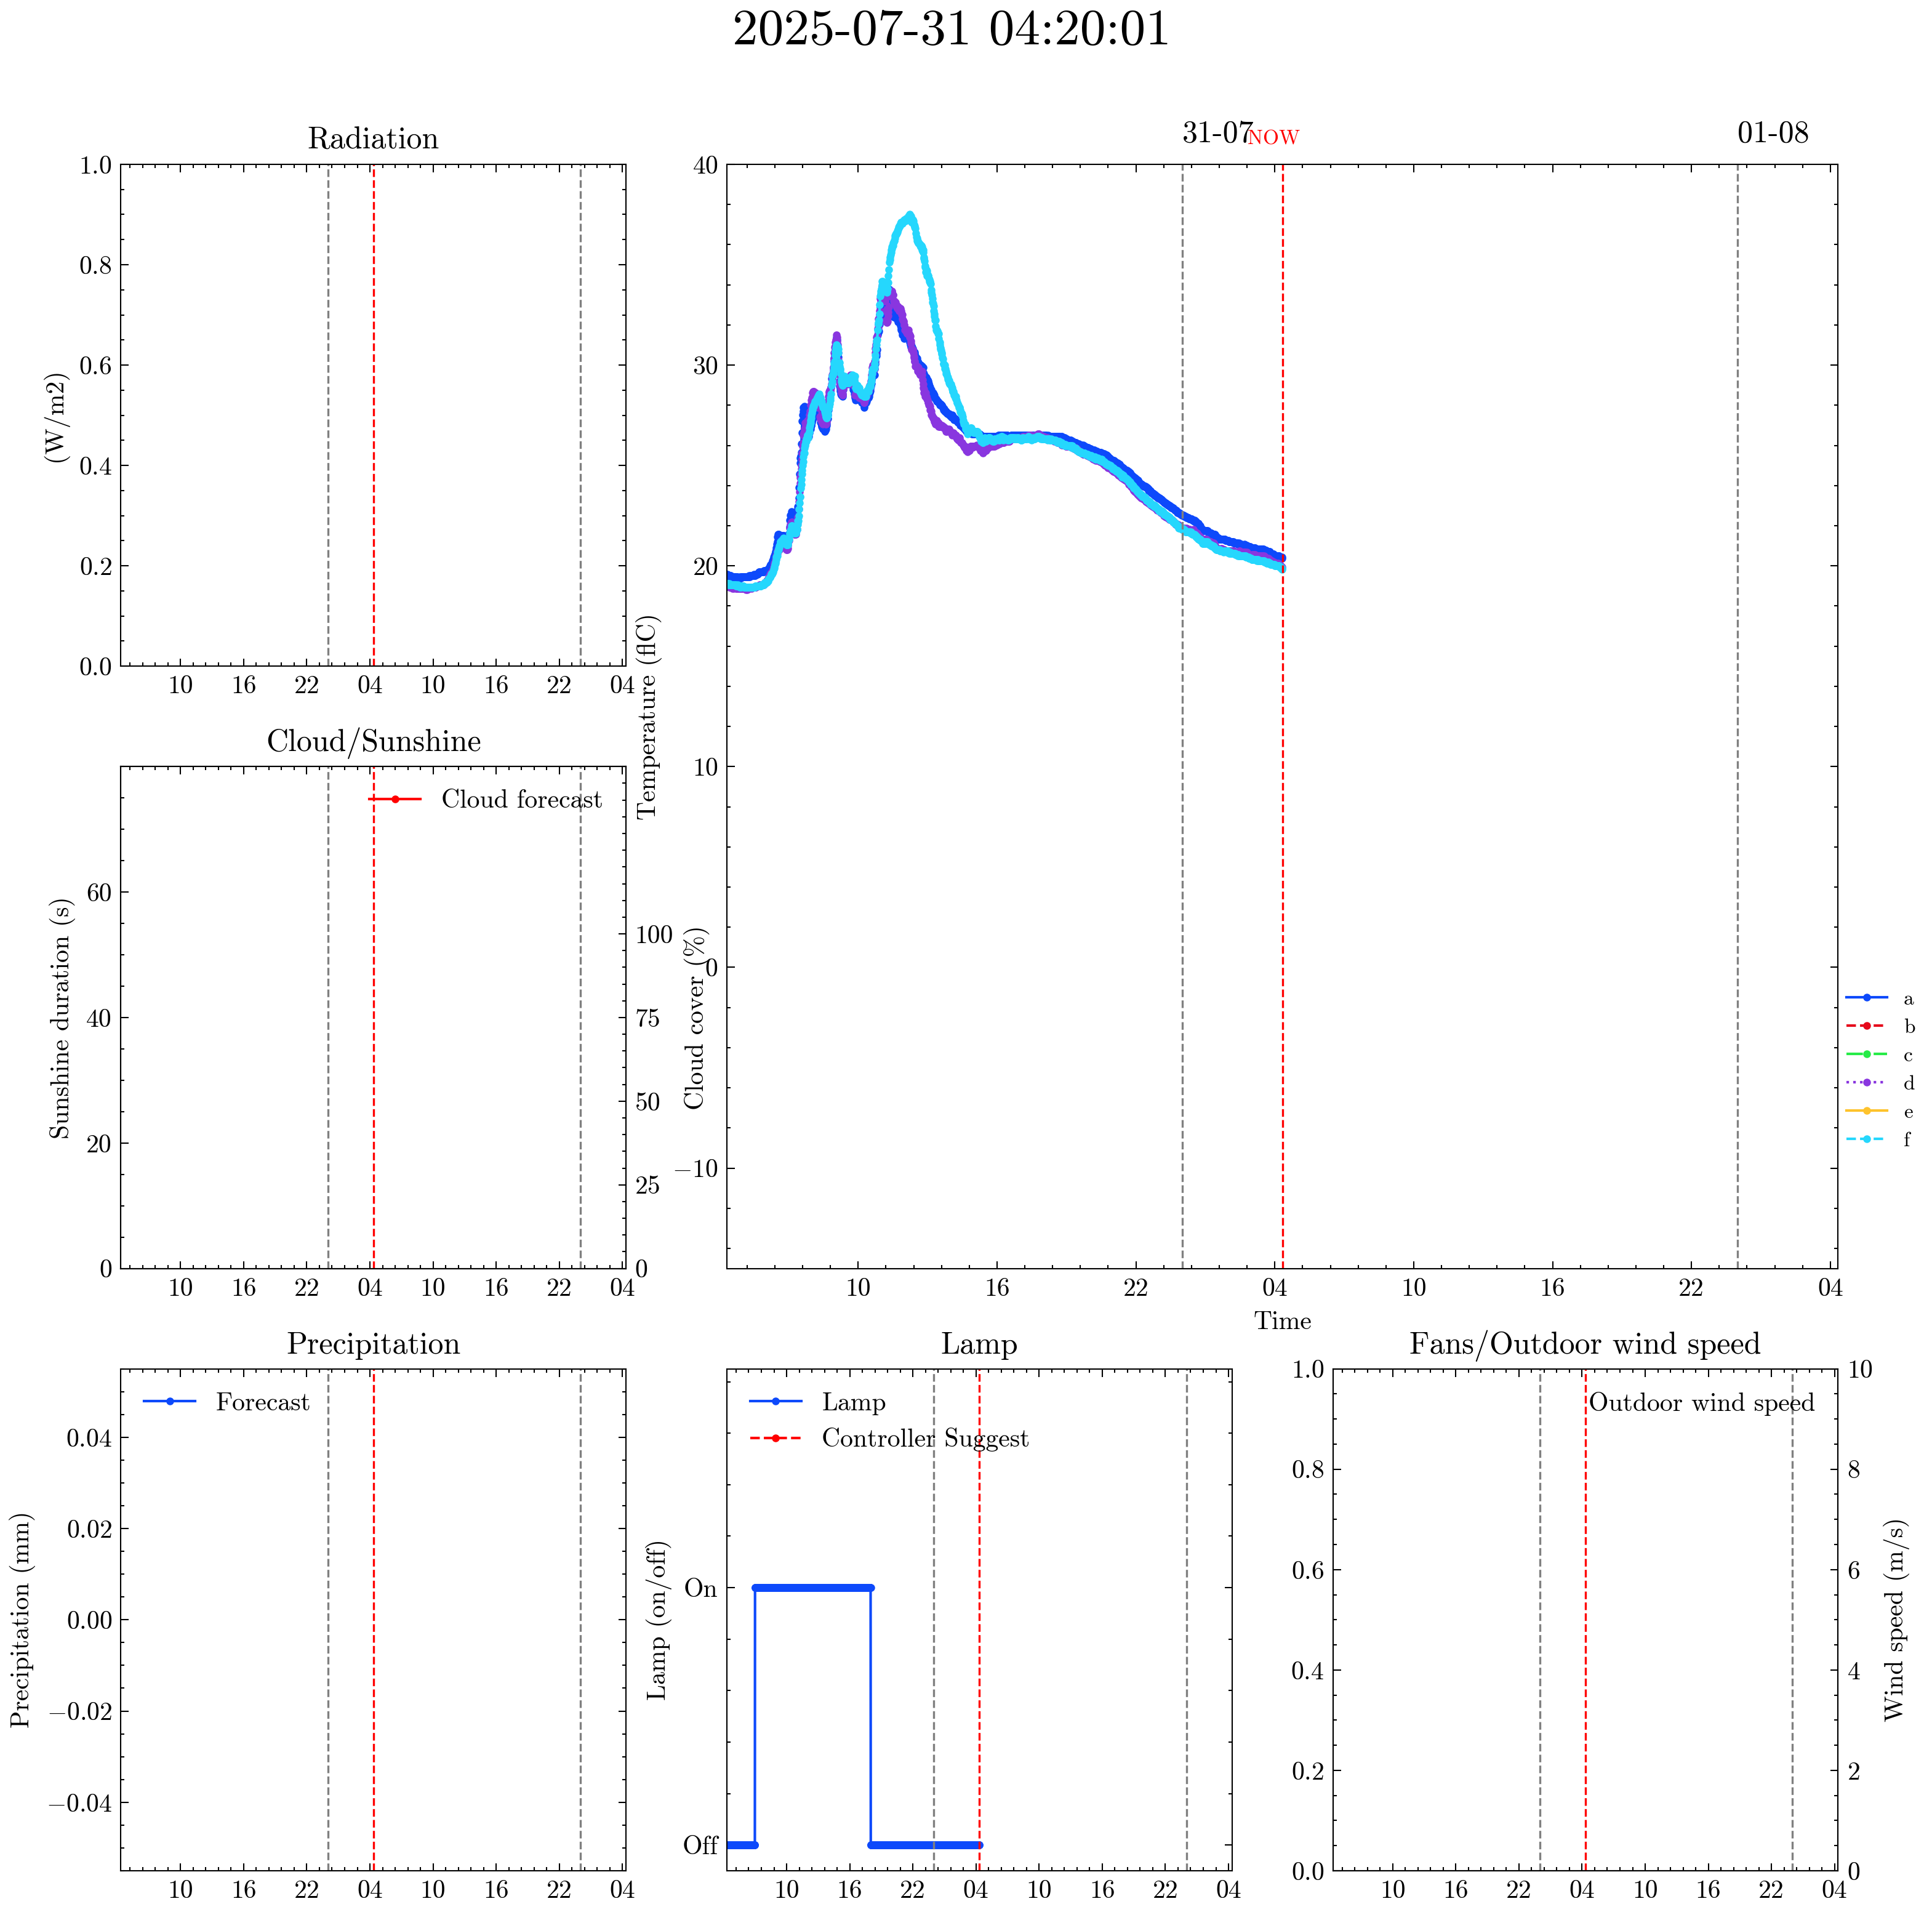 2025-07-31 04:20:01
Radiation
(W/m2)
1.0
0.8
0.6
0.4
0.2
0.0
10 16 22 04 10 16 22 04
31-07
NOW
01-08
Temperature (flC)
40
30
20
10
0
−10
10 16 22 04 10 16 22 04
Time
a
b
c
d
e
f
Cloud/Sunshine
Cloud forecast
Sunshine duration (s)
60
40
20
0
Cloud cover (%)
100
75
50
25
0
10 16 22 04 10 16 22 04
Precipitation
Forecast
Precipitation (mm)
0.04
0.02
0.00
−0.02
−0.04
10 16 22 04 10 16 22 04
Lamp
Lamp
Controller Suggest
Lamp (on/off)
On
Off
10 16 22 04 10 16 22 04
Fans/Outdoor wind speed
Outdoor wind speed
1.0
0.8
0.6
0.4
0.2
0.0
Wind speed (m/s)
10
8
6
4
2
0
10 16 22 04 10 16 22 04